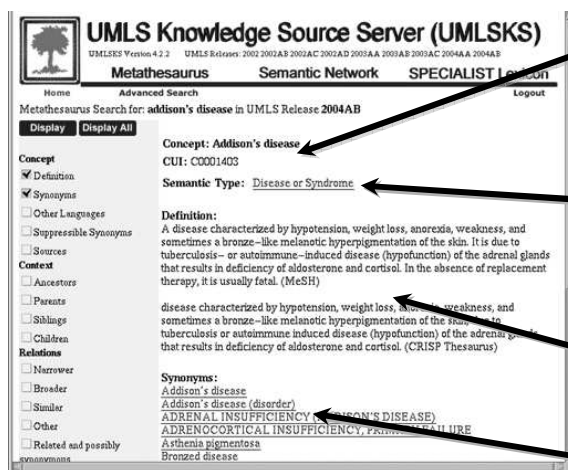 UMLS Knowledge Source Server (UMLSKS)
UMLSKS Version 4.2.2 UMLS Releases: 2002 2002AB 2002AC 2002AD 2003AA 2003AB 2003AC 2004AA 2004AB
Metathesaurus Semantic Network SPECIALIST Lexicon
Home Advanced Search Logout
Metathesaurus Search for: addison's disease in UMLS Release 2004AB
Display Display All
Concept: Addison's disease
CUI: C0001403
Semantic Type: Disease or Syndrome
Concept
Definition
Synonyms
Other Languages
Suppressible Synonyms
Sources
Context
Ancestors
Parents
Siblings
Children
Relations
Narrower
Broader
Similar
Other
Related and possibly
synonymous
Definition:
A disease characterized by hypotension, weight loss, anorexia, weakness, and
sometimes a bronze-like melanotic hyperpigmentation of the skin. It is due to
tuberculosis- or autoimmune-induced disease (hypofunction) of the adrenal glands
that results in deficiency of aldosterone and cortisol. In the absence of replacement
therapy, it is usually fatal. (MeSH)
disease characterized by hypotension, weight loss, anorexia, weakness, and
sometimes a bronze-like melanotic hyperpigmentation of the skin, due to
tuberculosis or autoimmune induced disease (hypofunction) of the adrenal glands
that results in deficiency of aldosterone and cortisol. (CRISP Thesaurus)
Synonyms:
Addison's disease
Addison's disease (disorder)
ADRENAL INSUFFICIENCY (ADDISON'S DISEASE)
ADRENOCORTICAL INSUFFICIENCY, PRIMARY FAILURE
Asthenia pigmentosa
Bronzed disease